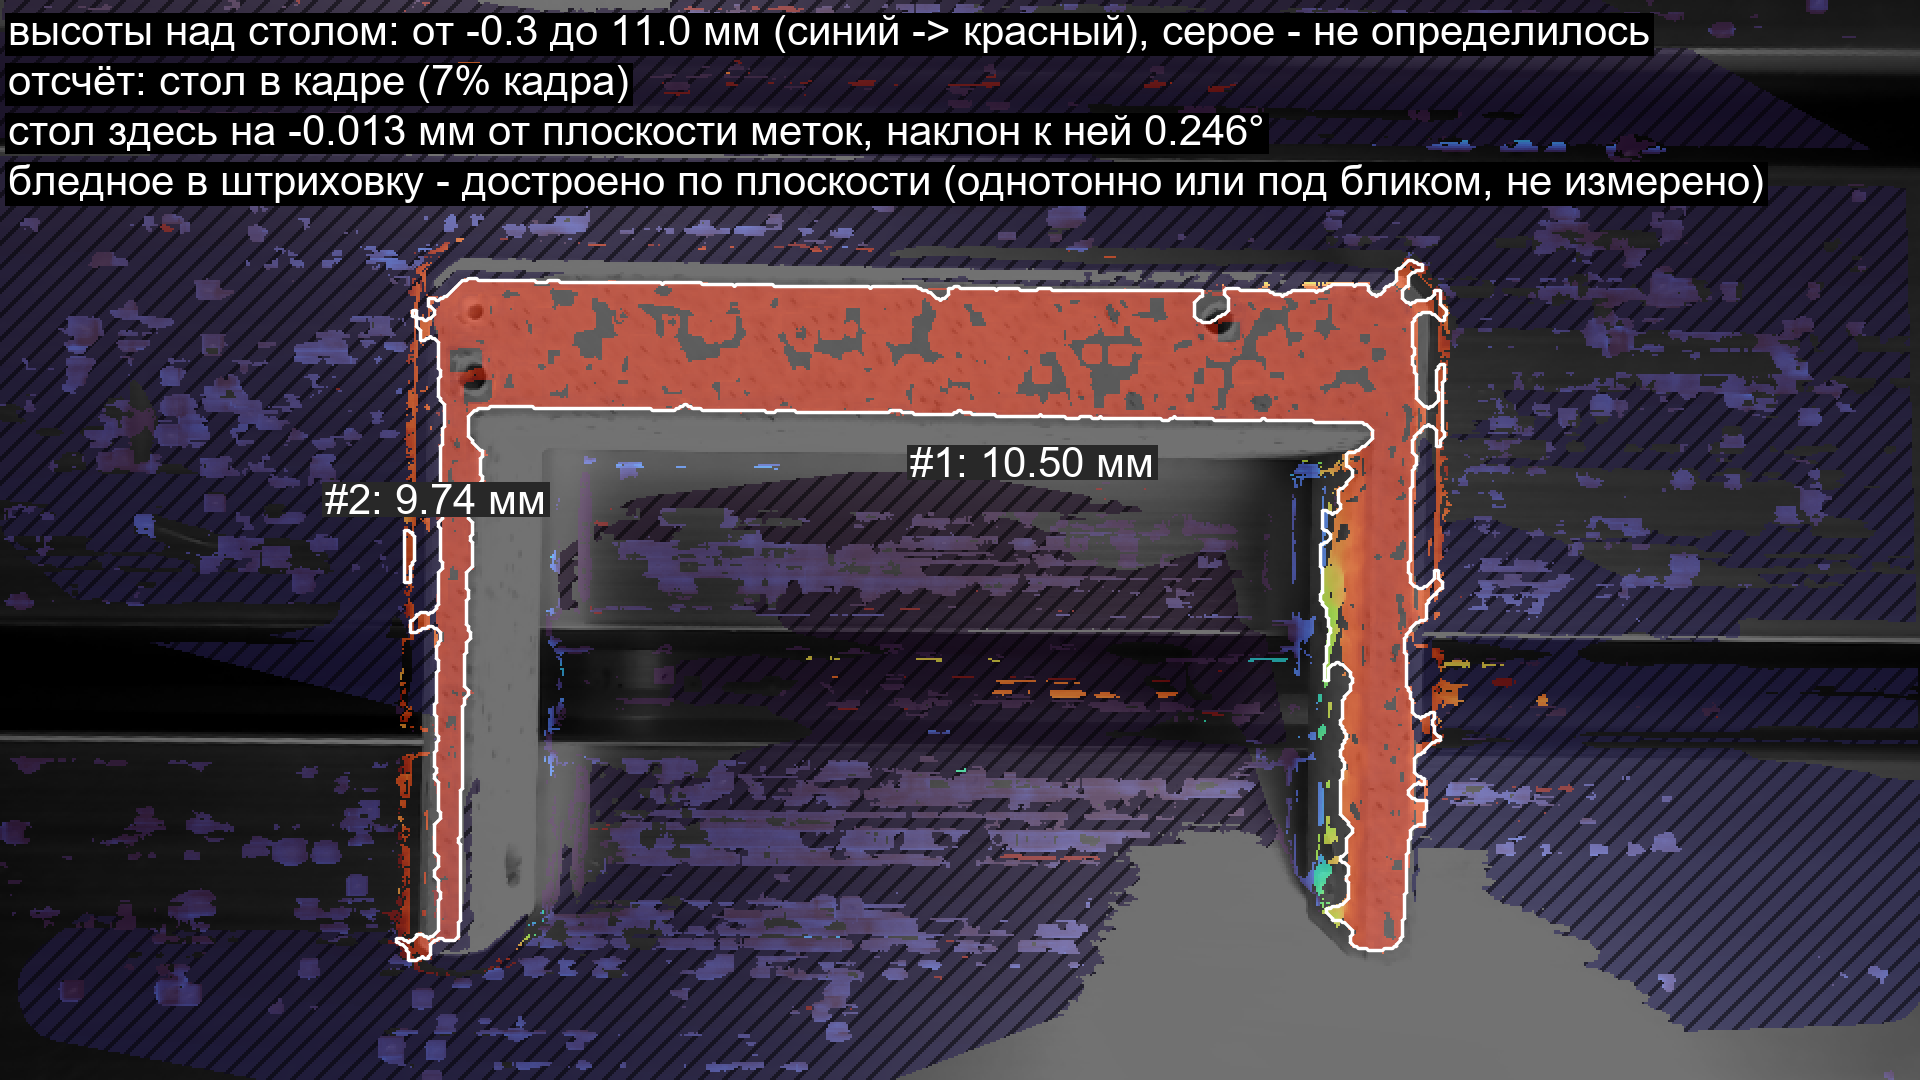 высоты над столом: от -0.3 до 11.0 мм (синий -> красный), серое - не определилось
отсчёт: стол в кадре (7% кадра)
стол здесь на -0.013 мм от плоскости меток, наклон к ней 0.246°
бледное в штриховку - достроено по плоскости (однотонно или под бликом, не измерено)
#1: 10.50 мм
#2: 9.74 мм